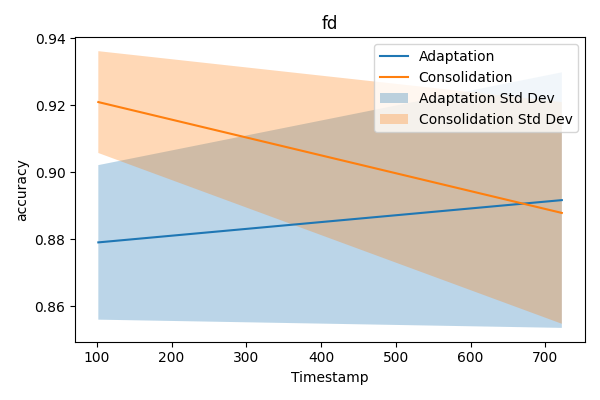 fd
accuracy
0.94
0.92
0.90
0.88
0.86
Adaptation
Consolidation
Adaptation Std Dev
Consolidation Std Dev
100 200 300 400 500 600 700
Timestamp